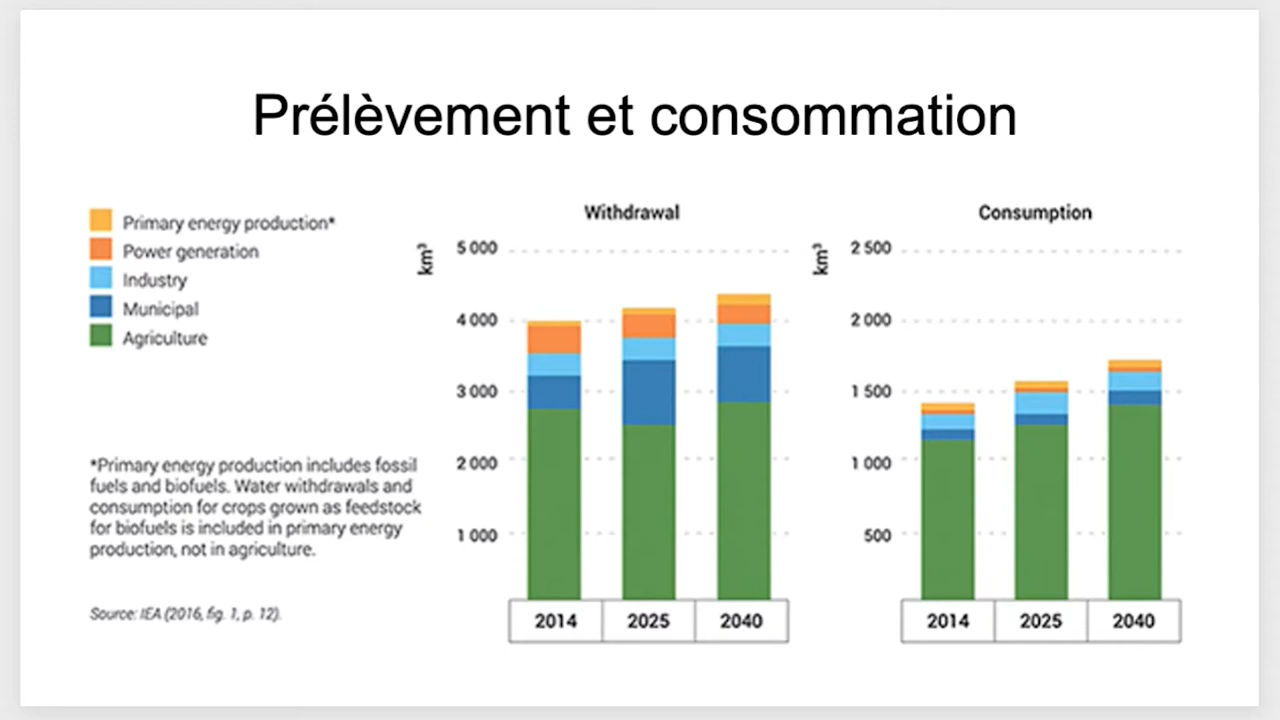 Prélèvement et consommation
Primary energy production*
Power generation
Industry
Municipal
Agriculture
*Primary energy production includes fossil
fuels and biofuels. Water withdrawals and
consumption for crops grown as feedstock
for biofuels is included in primary energy
production, not in agriculture.
Source: IEA (2016, fig. 1, p. 12).
Withdrawal
km³
5 000
4 000
3 000
2 000
1 000
2014 2025 2040
Consumption
km³
2 500
2 000
1 500
1 000
500
2014 2025 2040